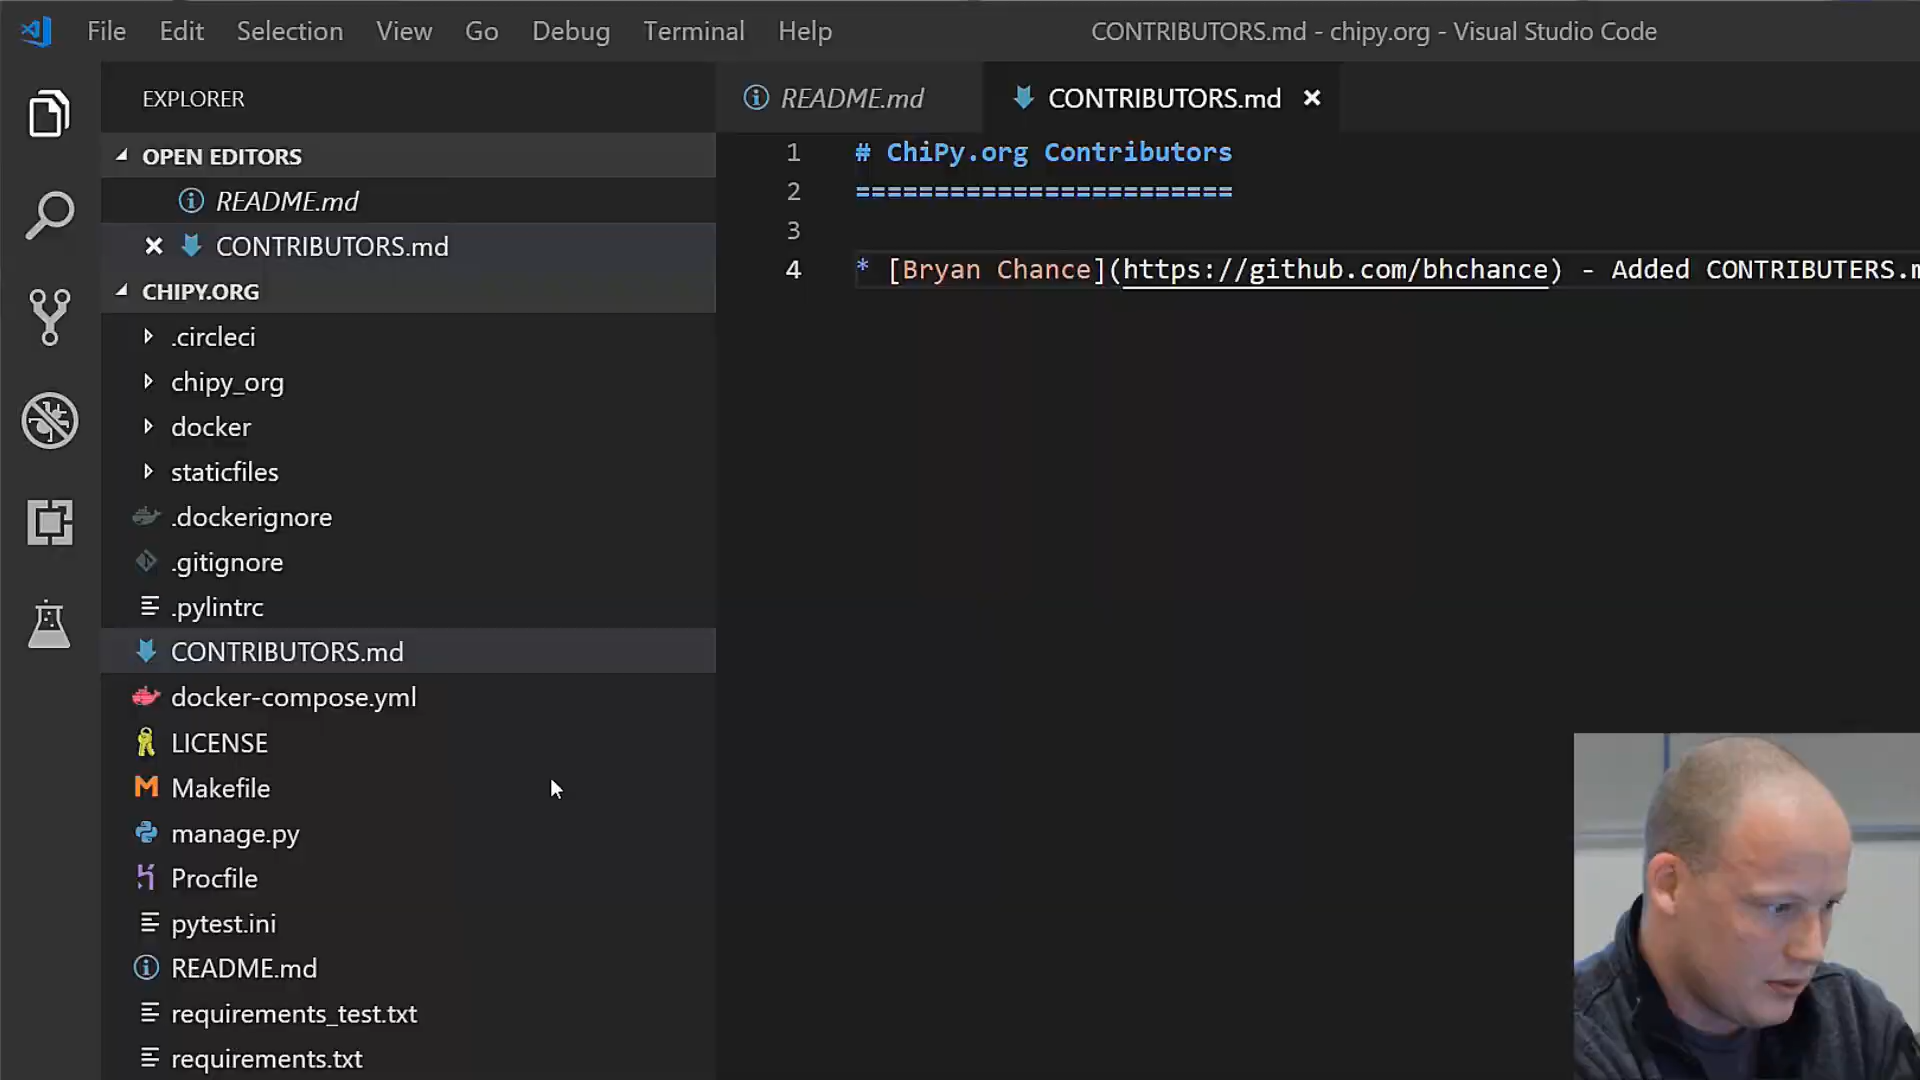 File Edit Selection View Go Debug Terminal Help CONTRIBUTORS.md - chipy.org - Visual Studio Code
EXPLORER
OPEN EDITORS
README.md
CONTRIBUTORS.md
CHIPY.ORG
.circleci
chipy_org
docker
staticfiles
.dockerignore
.gitignore
.pylintrc
CONTRIBUTORS.md
docker-compose.yml
LICENSE
Makefile
manage.py
Procfile
pytest.ini
README.md
requirements_test.txt
requirements.txt
README.md CONTRIBUTORS.md
1 # ChiPy.org Contributors
2 ========================
3
4 * [Bryan Chance](https://github.com/bhchance) - Added CONTRIBUTERS.m